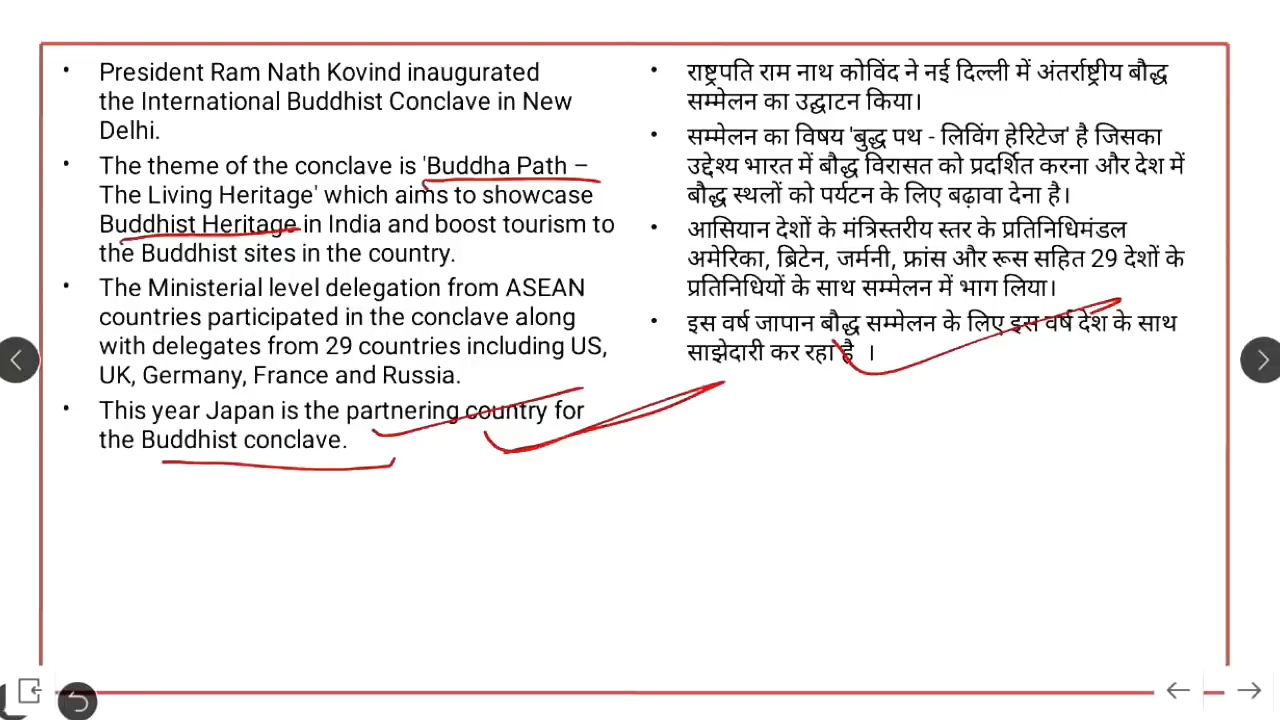 President Ram Nath Kovind inaugurated
the International Buddhist Conclave in New
Delhi.
The theme of the conclave is 'Buddha Path –
The Living Heritage' which aims to showcase
Buddhist Heritage in India and boost tourism to
the Buddhist sites in the country.
The Ministerial level delegation from ASEAN
countries participated in the conclave along
with delegates from 29 countries including US,
UK, Germany, France and Russia.
This year Japan is the partnering country for
the Buddhist conclave.
राष्ट्रपति राम नाथ कोविंद ने नई दिल्ली में अंतर्राष्ट्रीय बौद्ध
सम्मेलन का उद्घाटन किया।
सम्मेलन का विषय 'बुद्ध पथ - लिविंग हेरिटेज' है जिसका
उद्देश्य भारत में बौद्ध विरासत को प्रदर्शित करना और देश में
बौद्ध स्थलों को पर्यटन के लिए बढ़ावा देना है।
आसियान देशों के मंत्रिस्तरीय स्तर के प्रतिनिधिमंडल
अमेरिका, ब्रिटेन, जर्मनी, फ्रांस और रूस सहित 29 देशों के
प्रतिनिधियों के साथ सम्मेलन में भाग लिया।
इस वर्ष जापान बौद्ध सम्मेलन के लिए इस वर्ष देश के साथ
साझेदारी कर रहा है ।